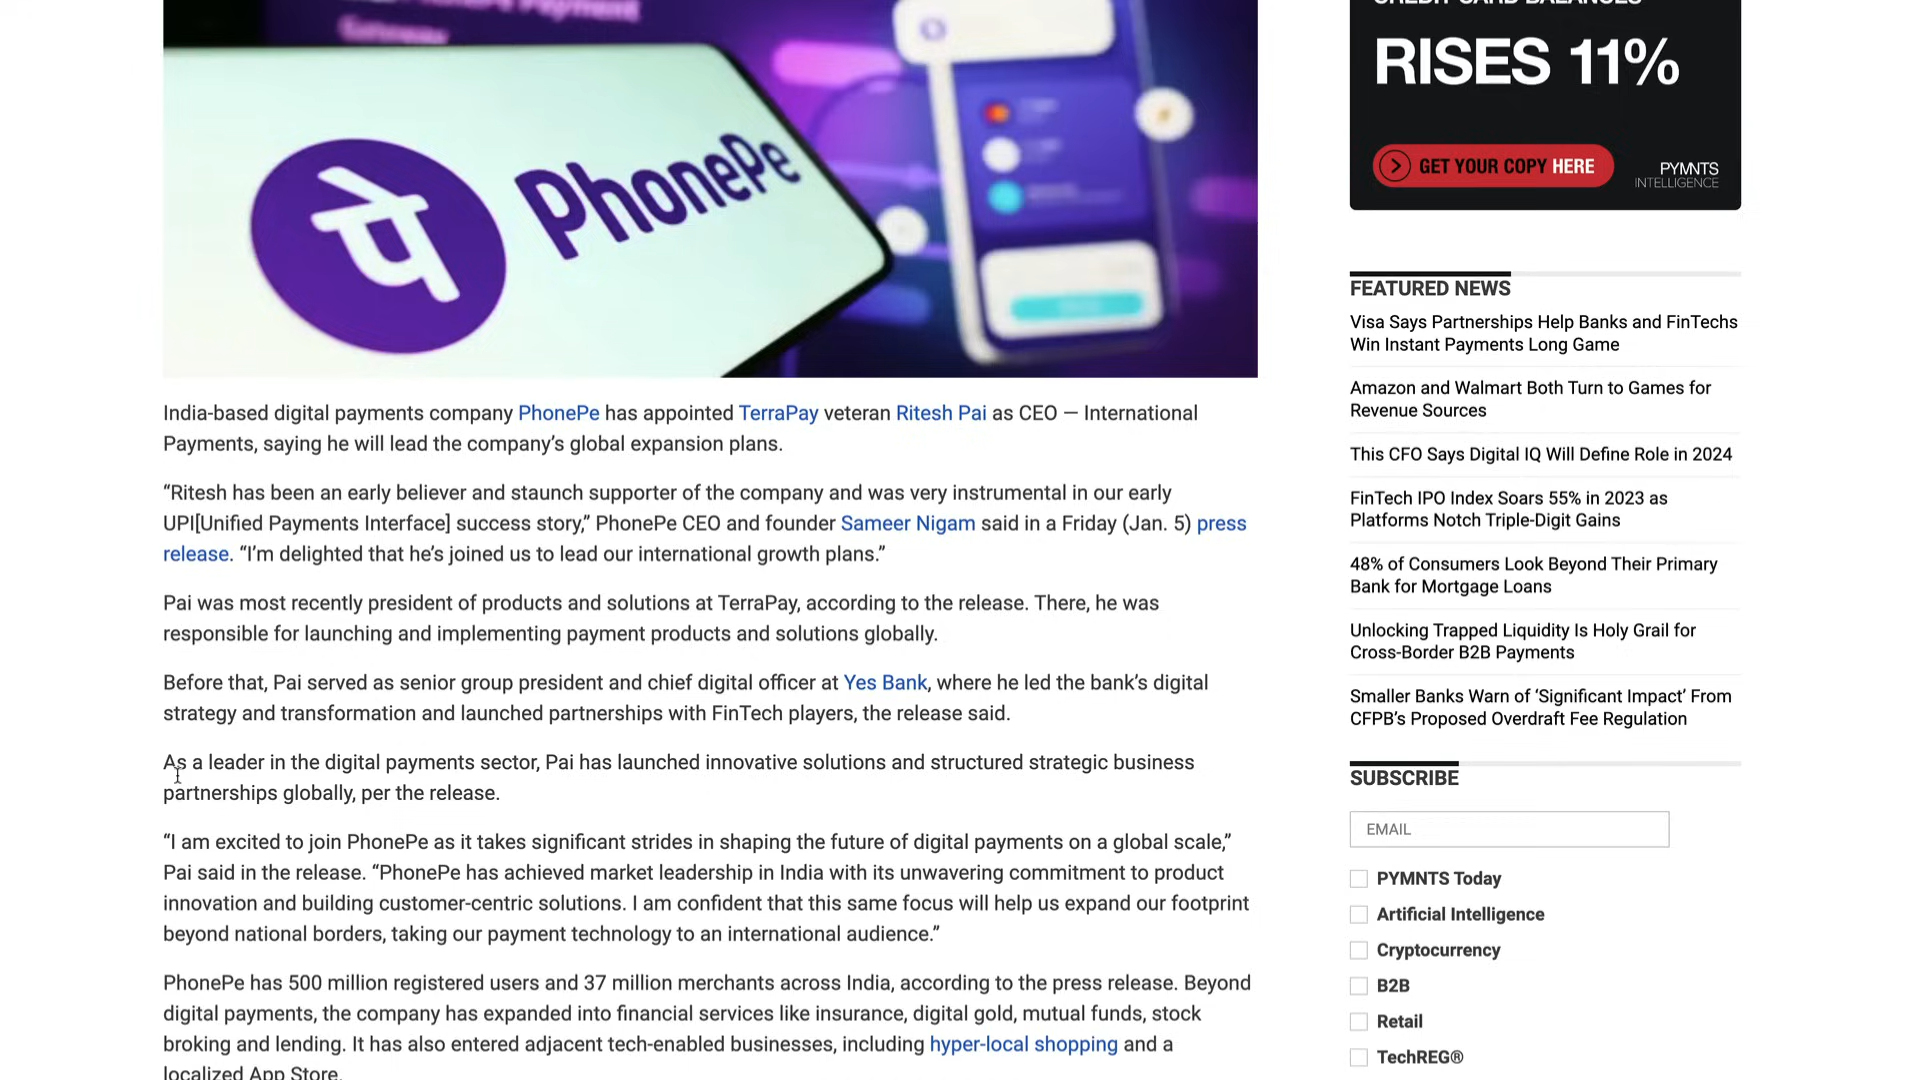 Payment
Gateway
पे PhonePe
India-based digital payments company PhonePe has appointed TerraPay veteran Ritesh Pai as CEO — International
Payments, saying he will lead the company’s global expansion plans.
“Ritesh has been an early believer and staunch supporter of the company and was very instrumental in our early
UPI[Unified Payments Interface] success story,” PhonePe CEO and founder Sameer Nigam said in a Friday (Jan. 5) press
release. “I’m delighted that he’s joined us to lead our international growth plans.”
Pai was most recently president of products and solutions at TerraPay, according to the release. There, he was
responsible for launching and implementing payment products and solutions globally.
Before that, Pai served as senior group president and chief digital officer at Yes Bank, where he led the bank’s digital
strategy and transformation and launched partnerships with FinTech players, the release said.
As a leader in the digital payments sector, Pai has launched innovative solutions and structured strategic business
partnerships globally, per the release.
“I am excited to join PhonePe as it takes significant strides in shaping the future of digital payments on a global scale,”
Pai said in the release. “PhonePe has achieved market leadership in India with its unwavering commitment to product
innovation and building customer-centric solutions. I am confident that this same focus will help us expand our footprint
beyond national borders, taking our payment technology to an international audience.”
PhonePe has 500 million registered users and 37 million merchants across India, according to the press release. Beyond
digital payments, the company has expanded into financial services like insurance, digital gold, mutual funds, stock
broking and lending. It has also entered adjacent tech-enabled businesses, including hyper-local shopping and a
localized App Store.
CREDIT CARD BALANCES
RISES 11%
GET YOUR COPY HERE
PYMNTS
INTELLIGENCE
FEATURED NEWS
Visa Says Partnerships Help Banks and FinTechs
Win Instant Payments Long Game
Amazon and Walmart Both Turn to Games for
Revenue Sources
This CFO Says Digital IQ Will Define Role in 2024
FinTech IPO Index Soars 55% in 2023 as
Platforms Notch Triple-Digit Gains
48% of Consumers Look Beyond Their Primary
Bank for Mortgage Loans
Unlocking Trapped Liquidity Is Holy Grail for
Cross-Border B2B Payments
Smaller Banks Warn of ‘Significant Impact’ From
CFPB’s Proposed Overdraft Fee Regulation
SUBSCRIBE
EMAIL
PYMNTS Today
Artificial Intelligence
Cryptocurrency
B2B
Retail
TechREG®